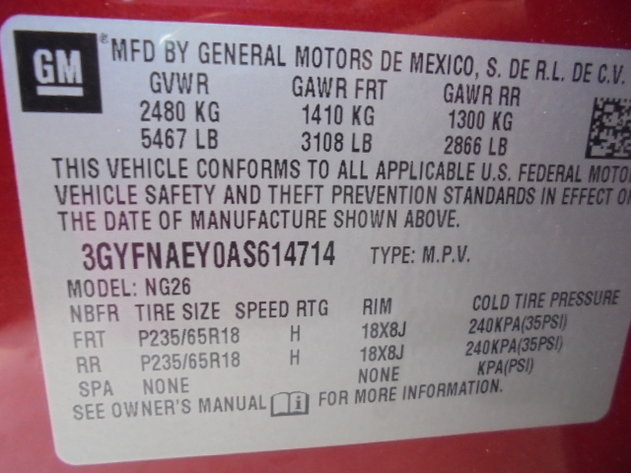 GM ® MFD BY GENERAL MOTORS DE MEXICO, S. DE R.L. DE C.V.
GVWR GAWR FRT GAWR RR
2480 KG 1410 KG 1300 KG
5467 LB 3108 LB 2866 LB
THIS VEHICLE CONFORMS TO ALL APPLICABLE U.S. FEDERAL MOTO
VEHICLE SAFETY AND THEFT PREVENTION STANDARDS IN EFFECT O
THE DATE OF MANUFACTURE SHOWN ABOVE.
3GYFNAEY0AS614714 TYPE: M.P.V.
MODEL: NG26
NBFR TIRE SIZE SPEED RTG RIM COLD TIRE PRESSURE
FRT P235/65R18 H 18X8J 240KPA(35PSI)
RR P235/65R18 H 18X8J 240KPA(35PSI)
SPA NONE NONE KPA(PSI)
SEE OWNER'S MANUAL i FOR MORE INFORMATION.